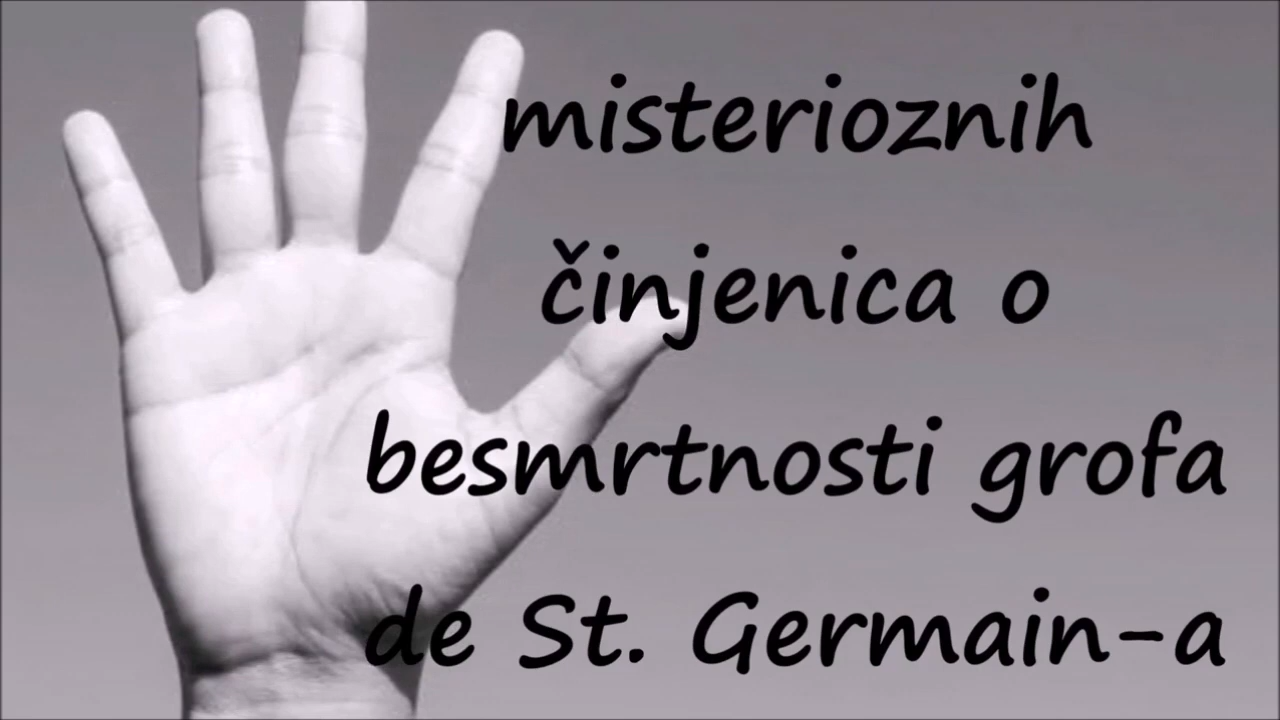 misterioznih
činjenica o
besmrtnosti grofa
de St. Germain-a